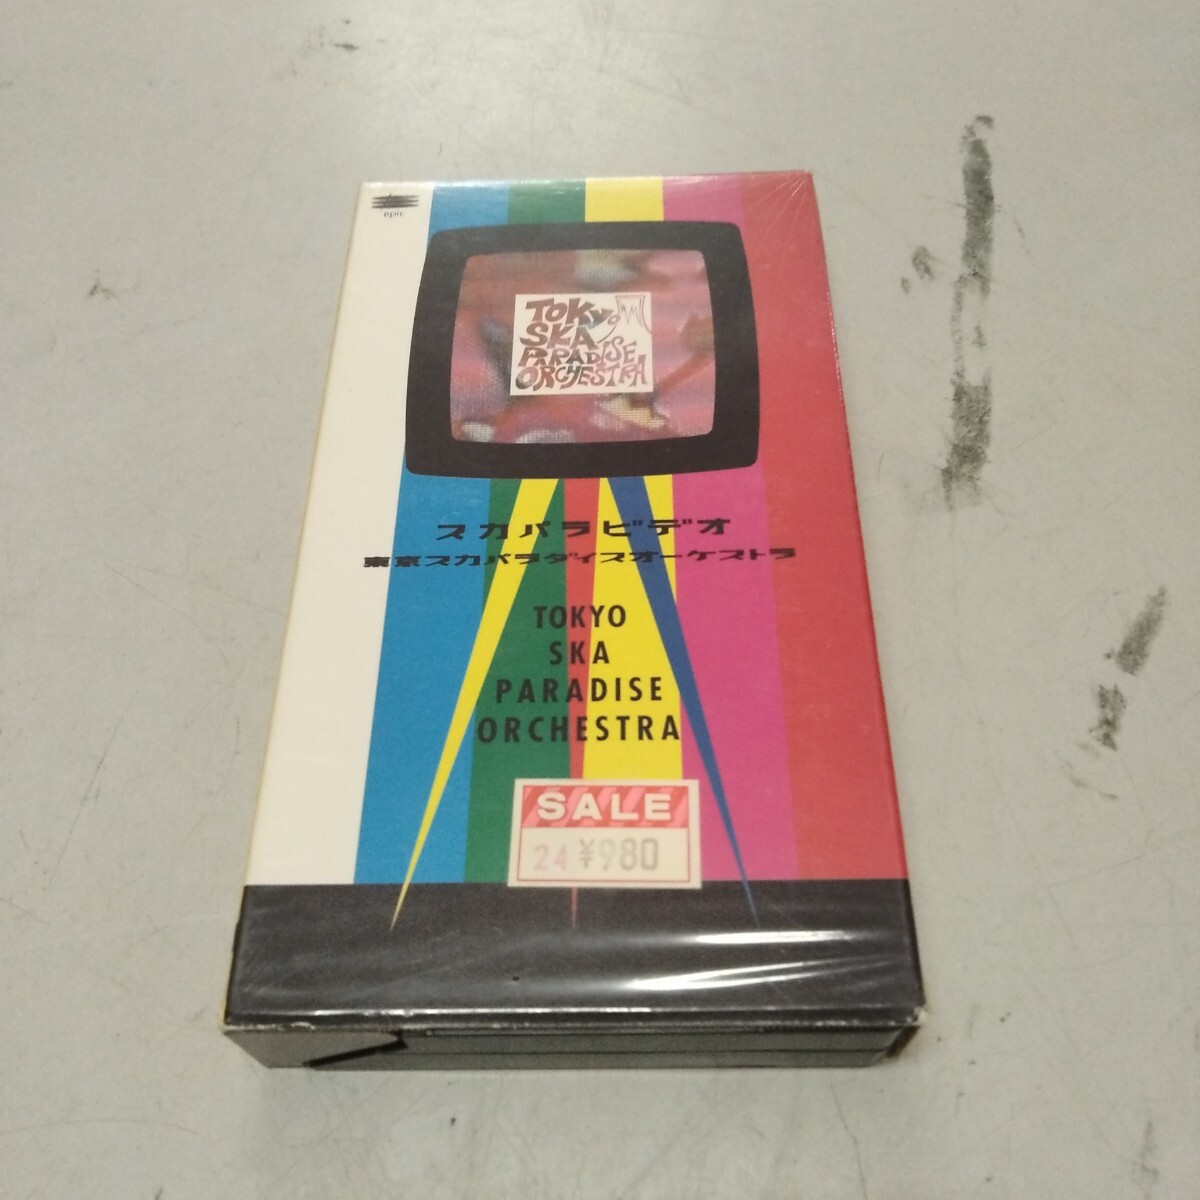 epic
TOKYO
SKA
PARADISE
ORCHESTRA
スカパラビデオ
東京スカパラダイスオーケストラ
TOKYO
SKA
PARADISE
ORCHESTRA
SALE
24 ¥980